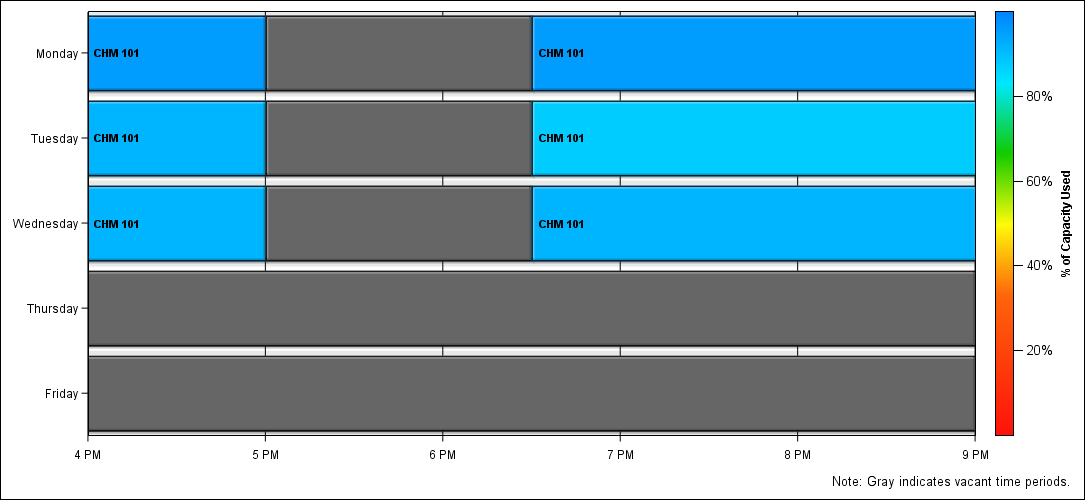 Monday
CHM 101
CHM 101
Tuesday
CHM 101
CHM 101
Wednesday
CHM 101
CHM 101
Thursday
Friday
4 PM
5 PM
6 PM
7 PM
8 PM
9 PM
80%
60%
40%
20%
% of Capacity Used
Note: Gray indicates vacant time periods.